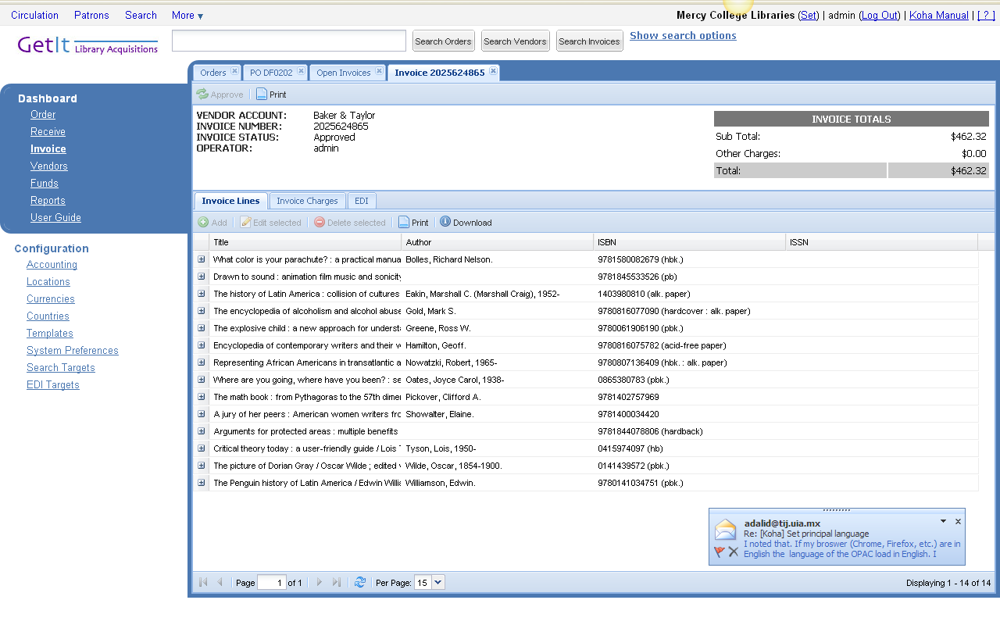 Circulation Patrons Search More ▼
Mercy College Libraries (Set) | admin (Log Out) | Koha Manual | [ ? ]
GetIt Library Acquisitions
Search Orders Search Vendors Search Invoices Show search options
Orders PO DF0202 Open Invoices Invoice 2025624865
Approve Print
Dashboard
Order
Receive
Invoice
Vendors
Funds
Reports
User Guide
Configuration
Accounting
Locations
Currencies
Countries
Templates
System Preferences
Search Targets
EDI Targets
VENDOR ACCOUNT: Baker & Taylor
INVOICE NUMBER: 2025624865
INVOICE STATUS: Approved
OPERATOR: admin
INVOICE TOTALS
Sub Total: $462.32
Other Charges: $0.00
Total: $462.32
Invoice Lines Invoice Charges EDI
Add Edit selected Delete selected Print Download
Title Author ISBN ISSN
What color is your parachute? : a practical manua Bolles, Richard Nelson. 9781580082679 (hbk.)
Drawn to sound : animation film music and sonicity 9781845533526 (pb)
The history of Latin America : collision of cultures Eakin, Marshall C. (Marshall Craig), 1952- 1403980810 (alk. paper)
The encyclopedia of alcoholism and alcohol abuse Gold, Mark S. 9780816077090 (hardcover : alk. paper)
The explosive child : a new approach for underst Greene, Ross W. 9780061906190 (pbk.)
Encyclopedia of contemporary writers and their Hamilton, Geoff. 9780816075782 (acid-free paper)
Representing African Americans in transatlantic a Nowatzki, Robert, 1965- 9780807136409 (hbk. : alk. paper)
Where are you going, where have you been? : se Oates, Joyce Carol, 1938- 0865380783 (pbk.)
The math book : from Pythagoras to the 57th dimen Pickover, Clifford A. 9781402757969
A jury of her peers : American women writers fro Showalter, Elaine. 9781400034420
Arguments for protected areas : multiple benefits 9781844078806 (hardback)
Critical theory today : a user-friendly guide / Lois Tyson, Lois, 1950- 0415974097 (hb)
The picture of Dorian Gray / Oscar Wilde ; edited Wilde, Oscar, 1854-1900. 0141439572 (pbk.)
The Penguin history of Latin America / Edwin Willia Williamson, Edwin. 9780141034751 (pbk.)
adalid@tij.uia.mx
Re: [Koha] Set principal language
I noted that. If my broswer (Chrome, Firefox, etc.) are in
English the language of the OPAC load in English. I
Page 1 of 1 Per Page: 15 Displaying 1 - 14 of 14